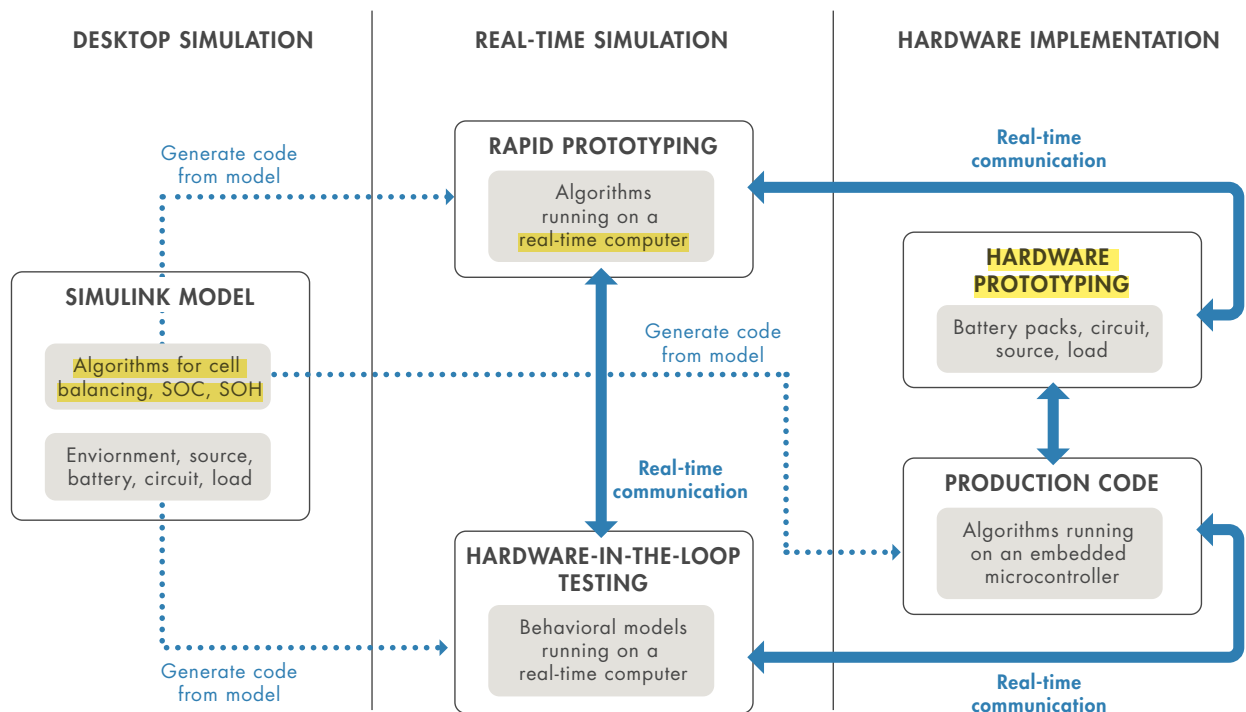 DESKTOP SIMULATION
REAL-TIME SIMULATION
HARDWARE IMPLEMENTATION
Generate code
from model
RAPID PROTOTYPING
Algorithms
running on a
real-time computer
Real-time
communication
SIMULINK MODEL
Algorithms for cell
balancing, SOC, SOH
Enviornment, source,
battery, circuit, load
Generate code
from model
HARDWARE
PROTOTYPING
Battery packs, circuit,
source, load
Real-time
communication
PRODUCTION CODE
Algorithms running
on an embedded
microcontroller
HARDWARE-IN-THE-LOOP
TESTING
Behavioral models
running on a
real-time computer
Generate code
from model
Real-time
communication